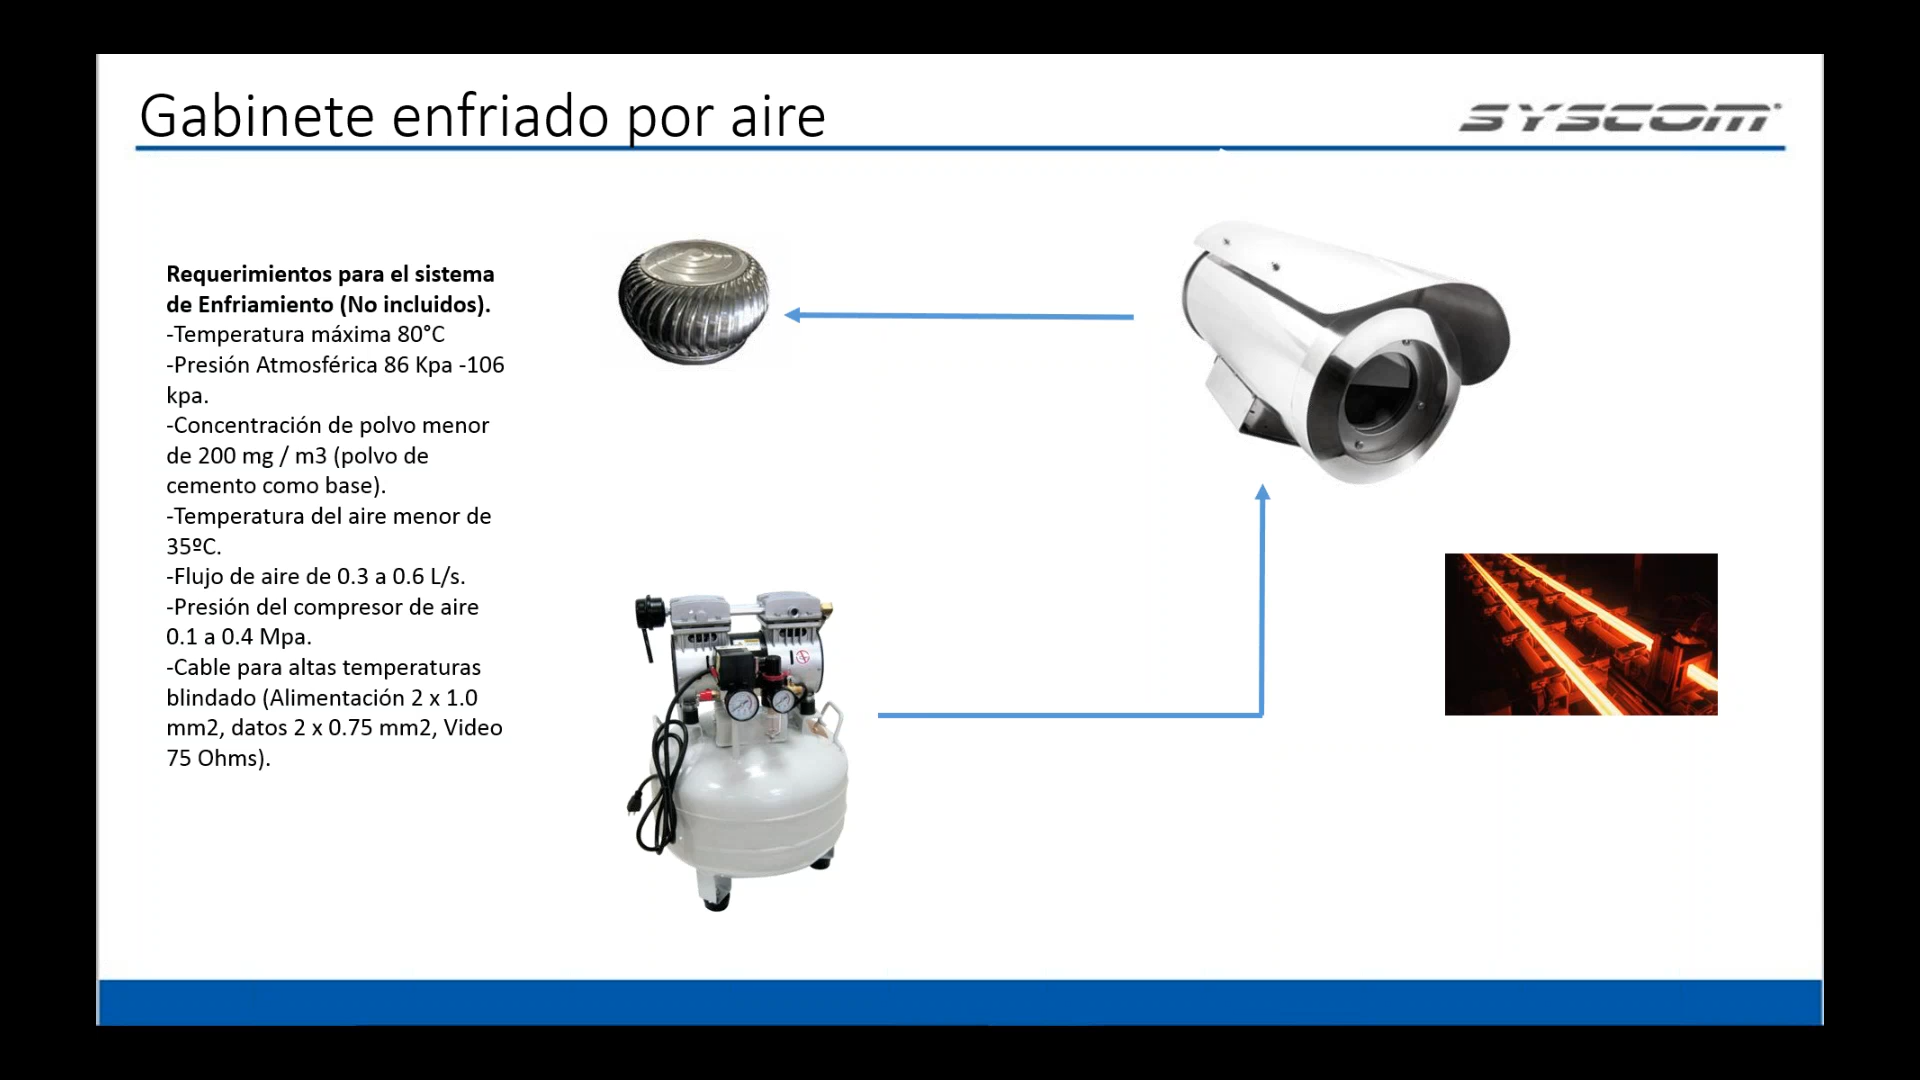 Gabinete enfriado por aire
SYSCOM®
Requerimientos para el sistema
de Enfriamiento (No incluidos).
-Temperatura máxima 80°C
-Presión Atmosférica 86 Kpa -106
kpa.
-Concentración de polvo menor
de 200 mg / m3 (polvo de
cemento como base).
-Temperatura del aire menor de
35ºC.
-Flujo de aire de 0.3 a 0.6 L/s.
-Presión del compresor de aire
0.1 a 0.4 Mpa.
-Cable para altas temperaturas
blindado (Alimentación 2 x 1.0
mm2, datos 2 x 0.75 mm2, Video
75 Ohms).